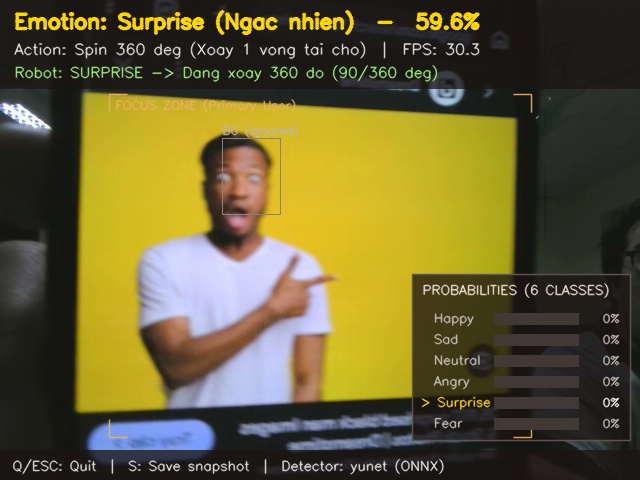 Emotion: Surprise (Ngac nhien) - 59.6%
Action: Spin 360 deg (Xoay 1 vong tai cho) | FPS: 30.3
Robot: SURPRISE -> Dang xoay 360 do (90/360 deg)
FOCUS ZONE (Primary User)
BG (Ignored)
PROBABILITIES (6 CLASSES)
Happy 0%
Sad 0%
Neutral 0%
Angry 0%
> Surprise 0%
Fear 0%
Q/ESC: Quit | S: Save snapshot | Detector: yunet (ONNX)